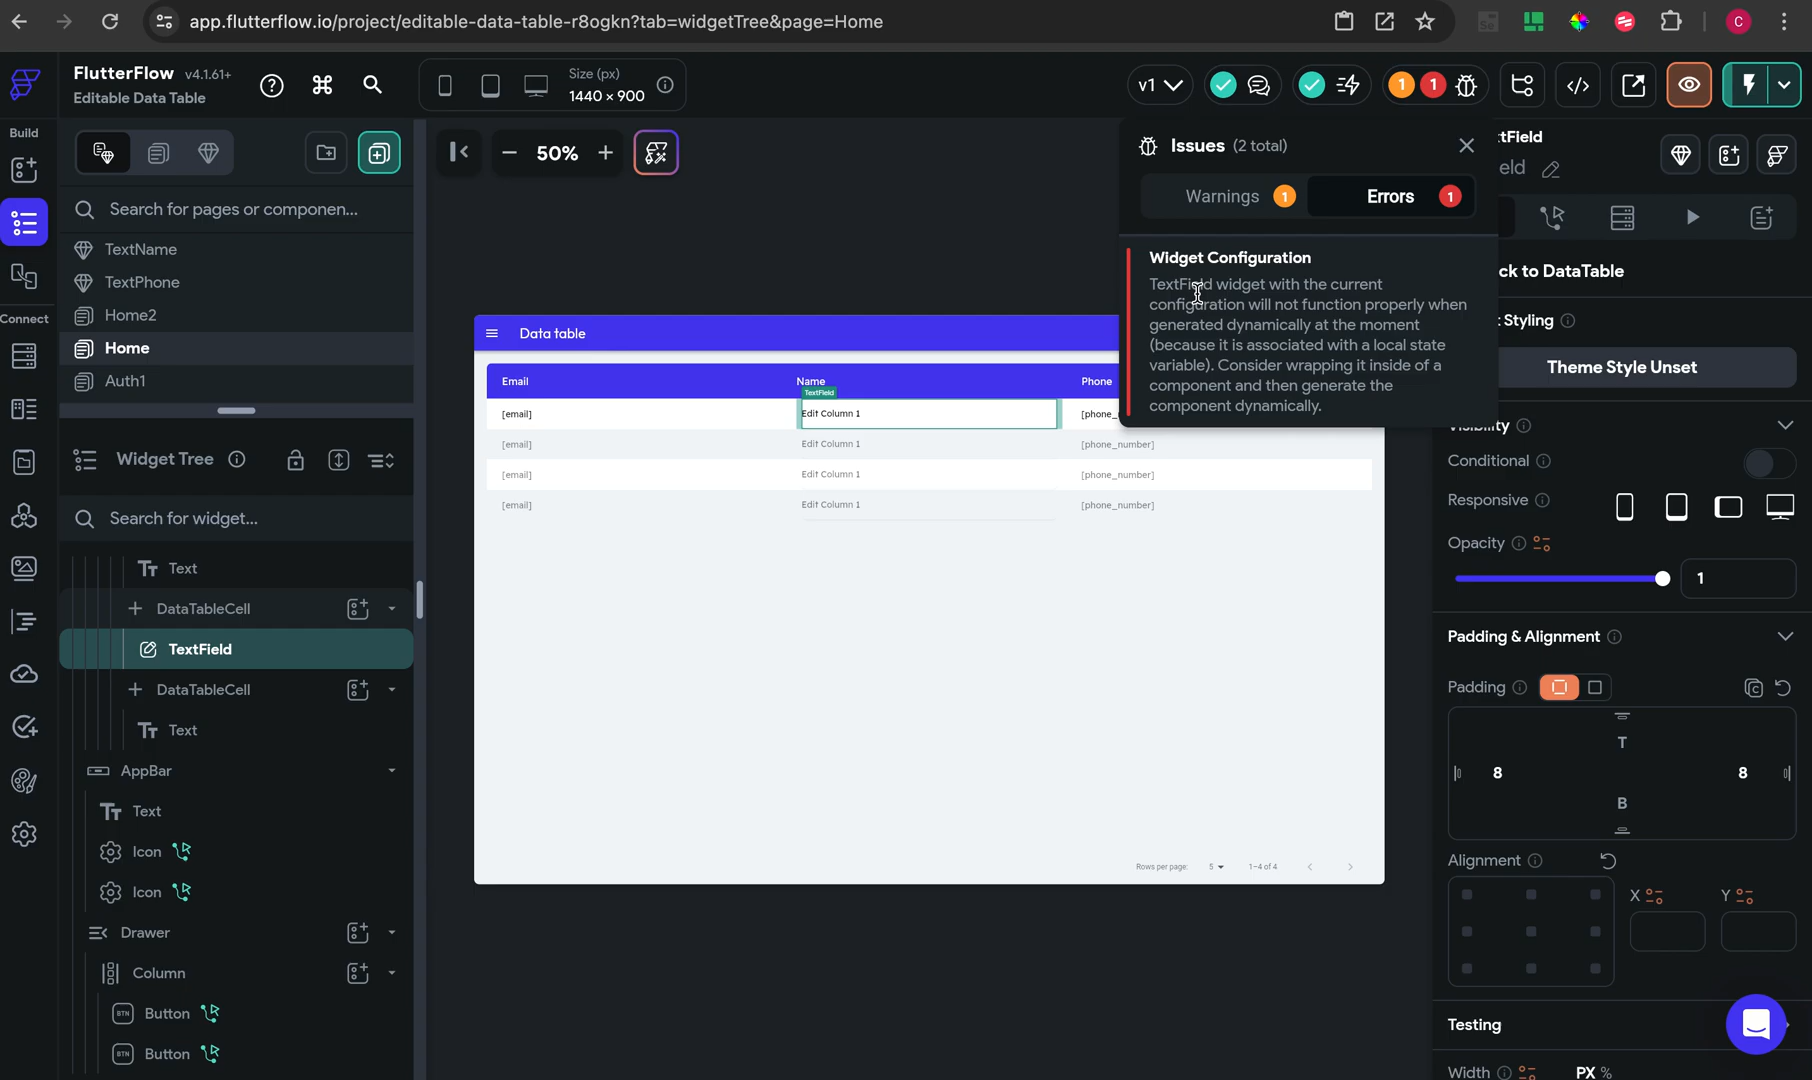 app.flutterflow.io/project/editable-data-table-r8ogkn?tab=widgetTree&page=Home
C
FlutterFlow v4.1.61+
Editable Data Table
Size (px)
1440 × 900
v1
1 1
Build
Connect
50%
Search for pages or componen...
TextName
TextPhone
Home2
Home
Auth1
Widget Tree
Search for widget...
Text
DataTableCell
TextField
DataTableCell
Text
AppBar
Text
Icon
Icon
Drawer
Column
BTN Button
BTN Button
Data table
Email Name Phone
TextField
[email] Edit Column 1 [phone_
[email] Edit Column 1 [phone_number]
[email] Edit Column 1 [phone_number]
[email] Edit Column 1 [phone_number]
Rows per page: 5 1–4 of 4
Issues (2 total)
Warnings 1 Errors 1
Widget Configuration
TextField widget with the current
configuration will not function properly when
generated dynamically at the moment
(because it is associated with a local state
variable). Consider wrapping it inside of a
component and then generate the
component dynamically.
tField
eld
ck to DataTable
t Styling
Theme Style Unset
Visibility
Conditional
Responsive
Opacity
1
Padding & Alignment
Padding
T
8 8
B
Alignment
X Y
Testing
Width PX %